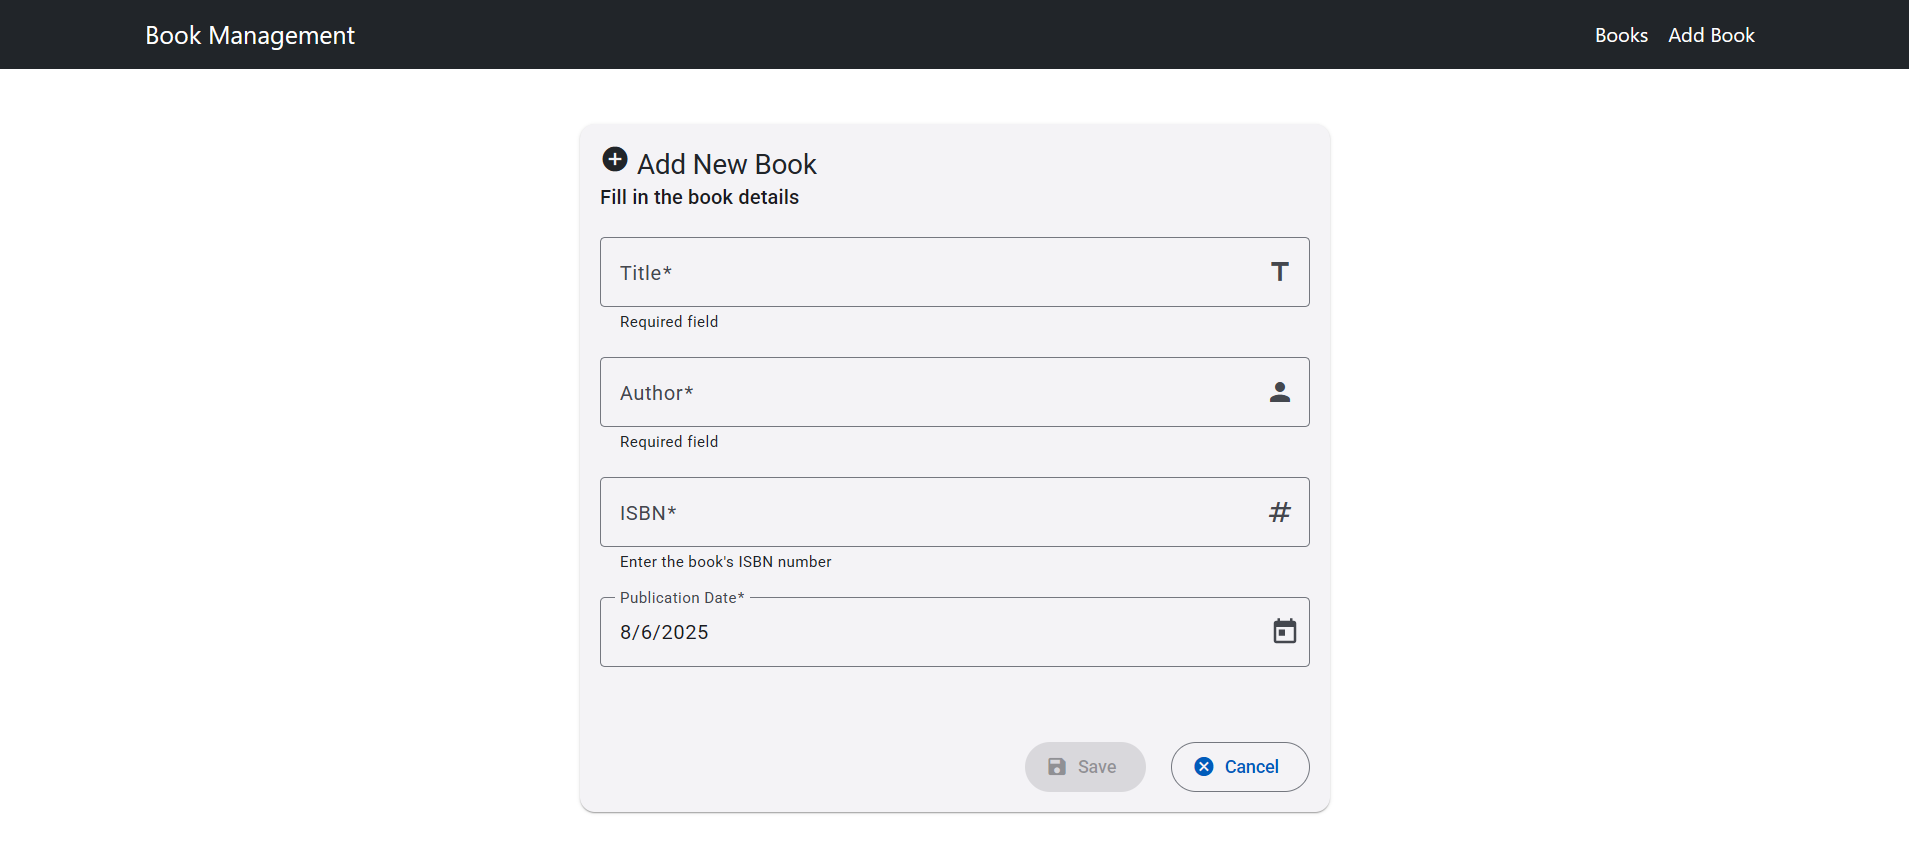 Book Management
Books Add Book
Add New Book
Fill in the book details
Title*
Required field
Author*
Required field
ISBN*
#
Enter the book's ISBN number
Publication Date*
8/6/2025
Save
Cancel